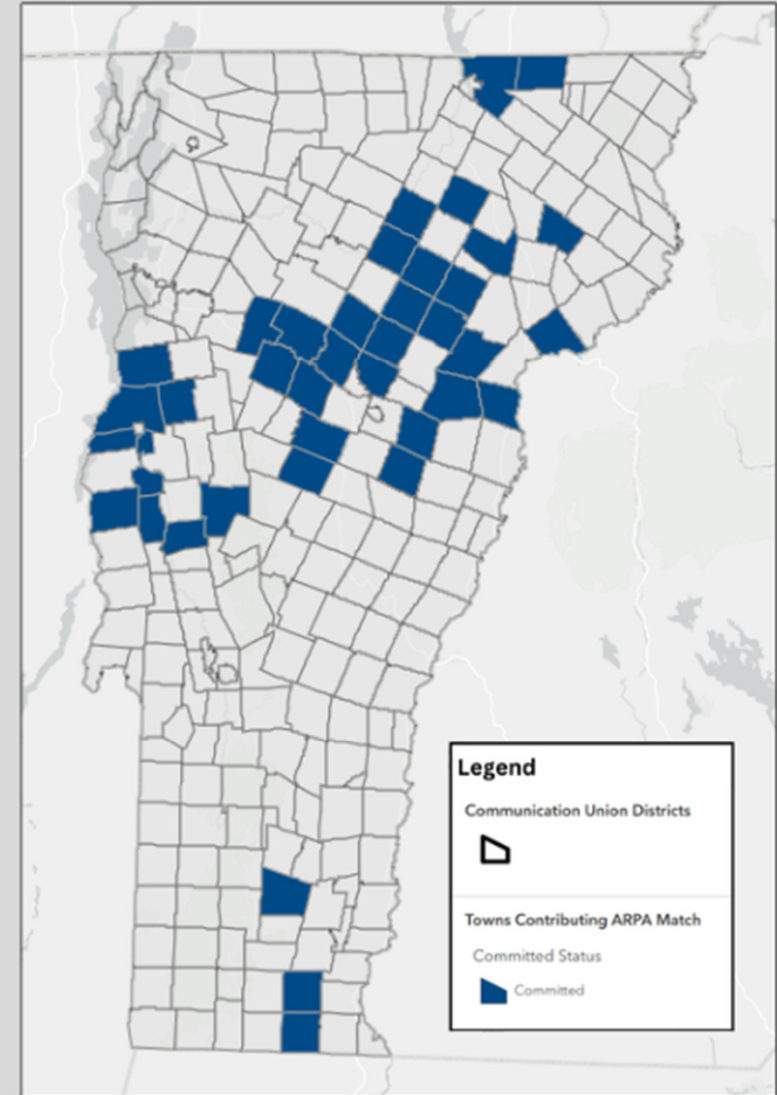 Legend
Communication Union Districts
Towns Contributing ARPA Match
Committed Status
Committed